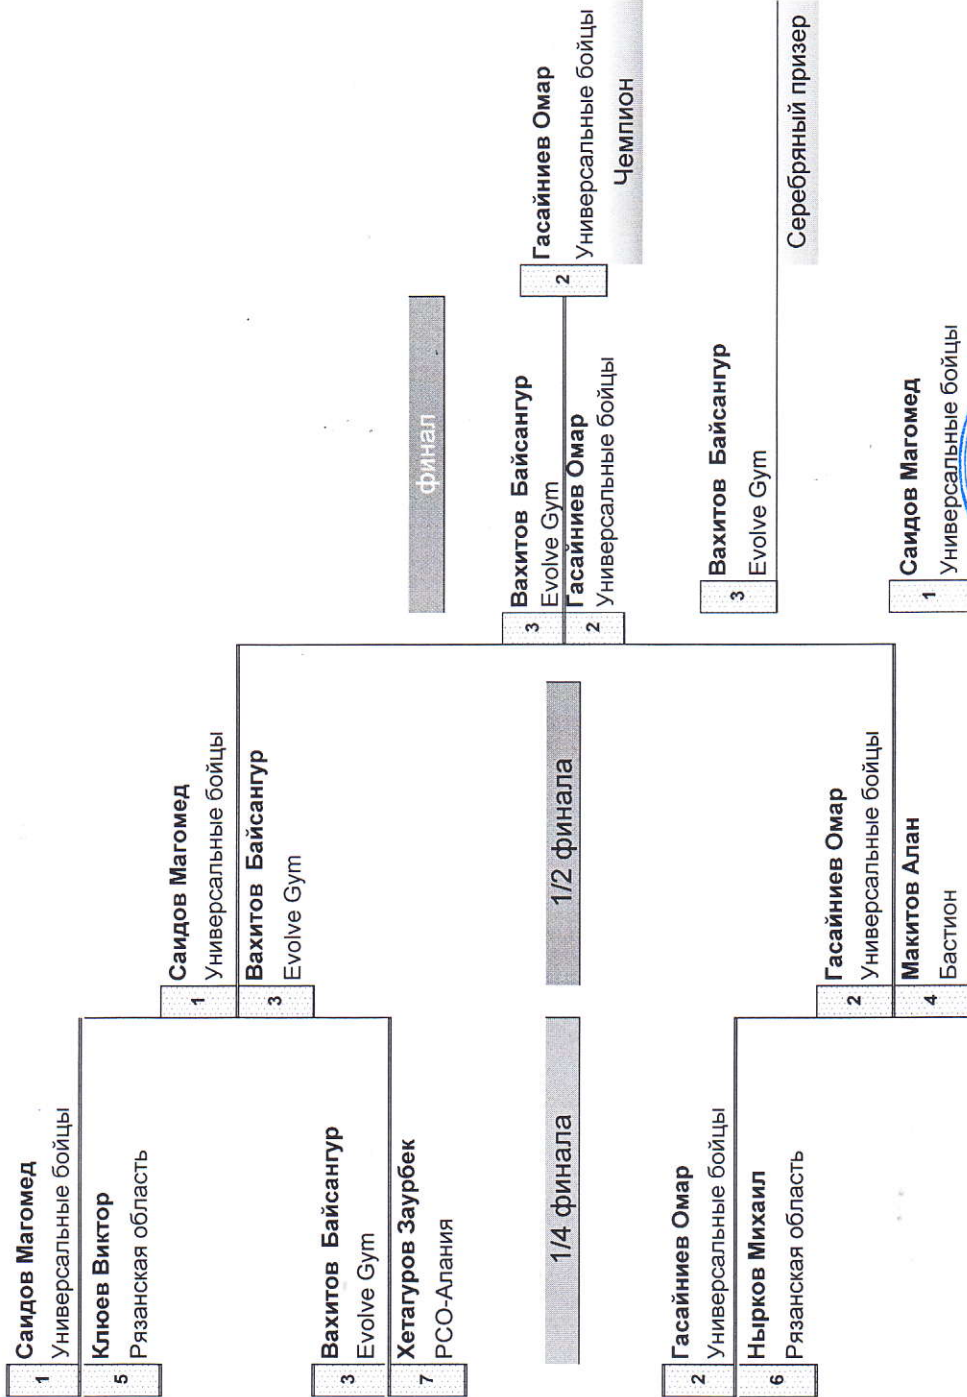 1
Саидов Магомед
Универсальные бойцы
5
Клюев Виктор
Рязанская область
3
Вахитов Байсангур
Evolve Gym
7
Хетагуров Заурбек
РСО-Алания
1/4 финала
2
Гасайниев Омар
Универсальные бойцы
6
Нырков Михаил
Рязанская область
1
Саидов Магомед
Универсальные бойцы
3
Вахитов Байсангур
Evolve Gym
1/2 финала
2
Гасайниев Омар
Универсальные бойцы
4
Макитов Алан
Бастион
финал
3
Вахитов Байсангур
Evolve Gym
2
Гасайниев Омар
Универсальные бойцы
3
Вахитов Байсангур
Evolve Gym
1
Саидов Магомед
Универсальные бойцы
2
Гасайниев Омар
Универсальные бойцы
Чемпион
Серебряный призер